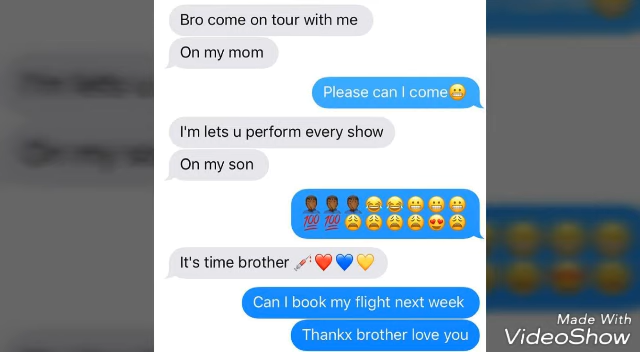 Bro come on tour with me
On my mom
Please can I come😬
I'm lets u perform every show
On my son
🤦🏾‍♂️🤦🏾‍♂️🤦🏾‍♂️😂😂😬😬😬
💯💯😩😩😩😩😍😩
It's time brother 💉❤️💙💛
Can I book my flight next week
Thankx brother love you
Made With
VideoShow